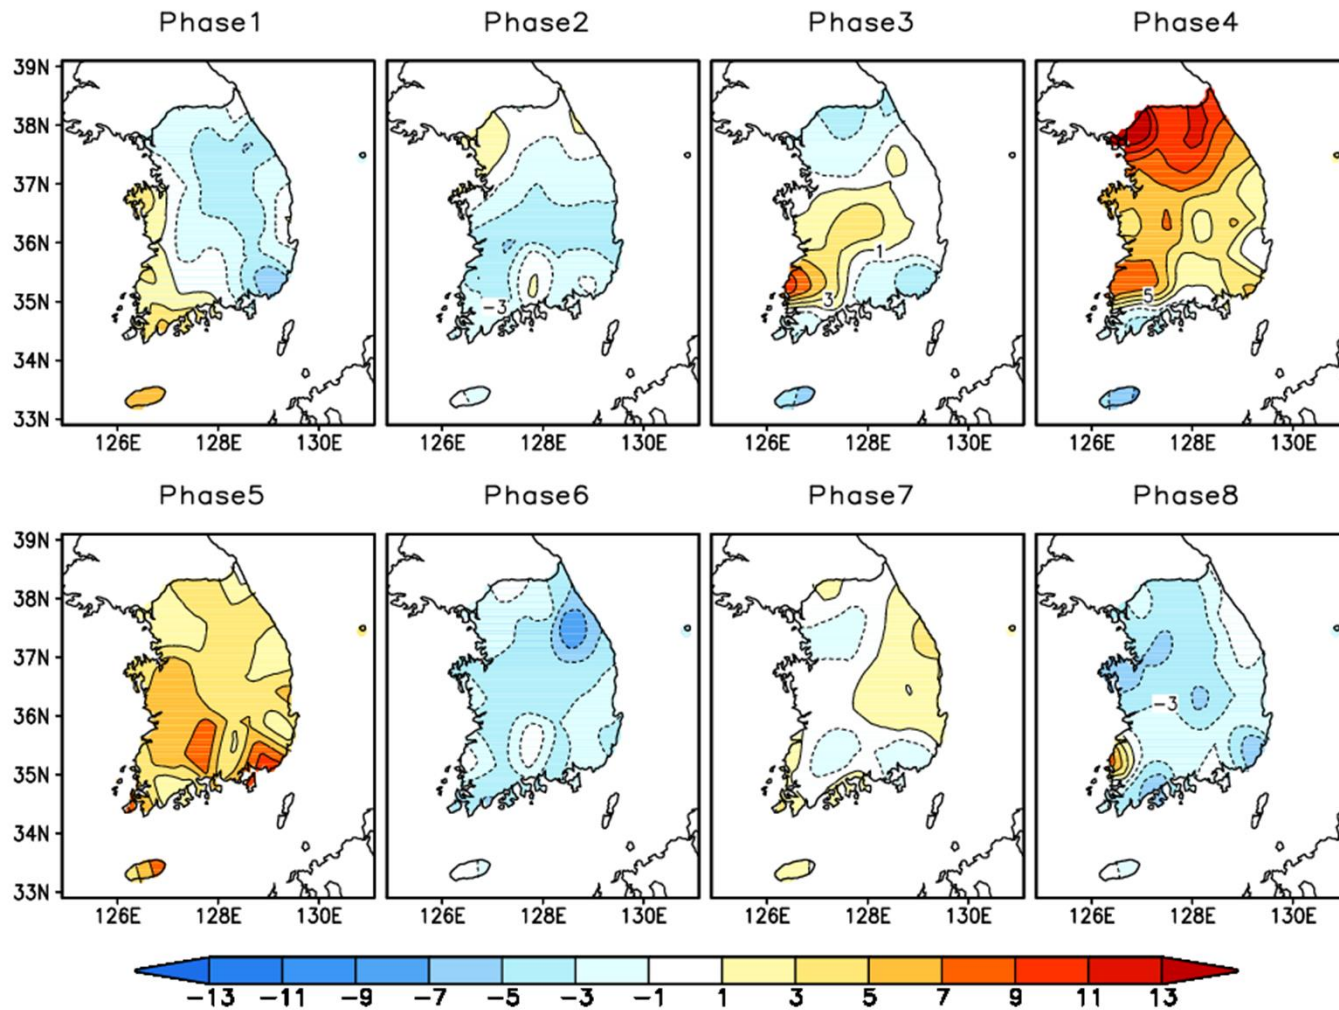 Phase1 Phase2 Phase3 Phase4
39N
38N
37N
36N
35N
34N
33N
-3
1
3
5
126E 128E 130E 126E 128E 130E 126E 128E 130E 126E 128E 130E
Phase5 Phase6 Phase7 Phase8
39N
38N
37N
36N
35N
34N
33N
-3
126E 128E 130E 126E 128E 130E 126E 128E 130E 126E 128E 130E
-13 -11 -9 -7 -5 -3 -1 1 3 5 7 9 11 13